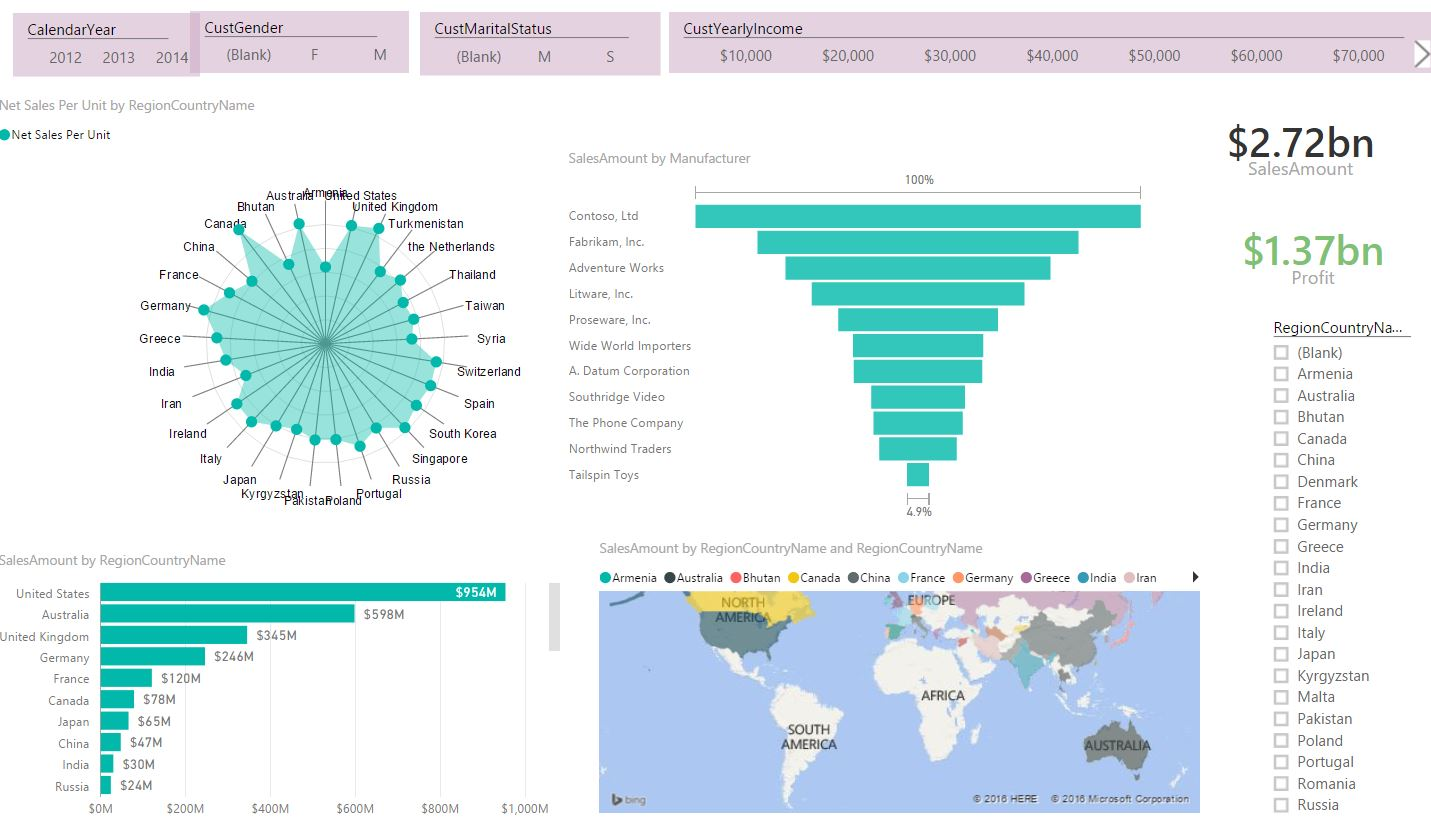 CalendarYear
2012 2013 2014
CustGender
(Blank) F M
CustMaritalStatus
(Blank) M S
CustYearlyIncome
$10,000 $20,000 $30,000 $40,000 $50,000 $60,000 $70,000
Net Sales Per Unit by RegionCountryName
Net Sales Per Unit
Armenia
United States
United Kingdom
Turkmenistan
the Netherlands
Thailand
Taiwan
Syria
Switzerland
Spain
South Korea
Singapore
Russia
Portugal
Poland
Pakistan
Kyrgyzstan
Japan
Italy
Ireland
Iran
India
Greece
Germany
France
China
Canada
Bhutan
Australia
SalesAmount by Manufacturer
100%
Contoso, Ltd
Fabrikam, Inc.
Adventure Works
Litware, Inc.
Proseware, Inc.
Wide World Importers
A. Datum Corporation
Southridge Video
The Phone Company
Northwind Traders
Tailspin Toys
4.9%
$2.72bn
SalesAmount
$1.37bn
Profit
RegionCountryNa...
(Blank)
Armenia
Australia
Bhutan
Canada
China
Denmark
France
Germany
Greece
India
Iran
Ireland
Italy
Japan
Kyrgyzstan
Malta
Pakistan
Poland
Portugal
Romania
Russia
SalesAmount by RegionCountryName
United States $954M
Australia $598M
United Kingdom $345M
Germany $246M
France $120M
Canada $78M
Japan $65M
China $47M
India $30M
Russia $24M
$0M $200M $400M $600M $800M $1,000M
SalesAmount by RegionCountryName and RegionCountryName
Armenia Australia Bhutan Canada China France Germany Greece India Iran
NORTH
AMERICA
EUROPE
AFRICA
SOUTH
AMERICA
AUSTRALIA
bing
© 2016 HERE © 2016 Microsoft Corporation